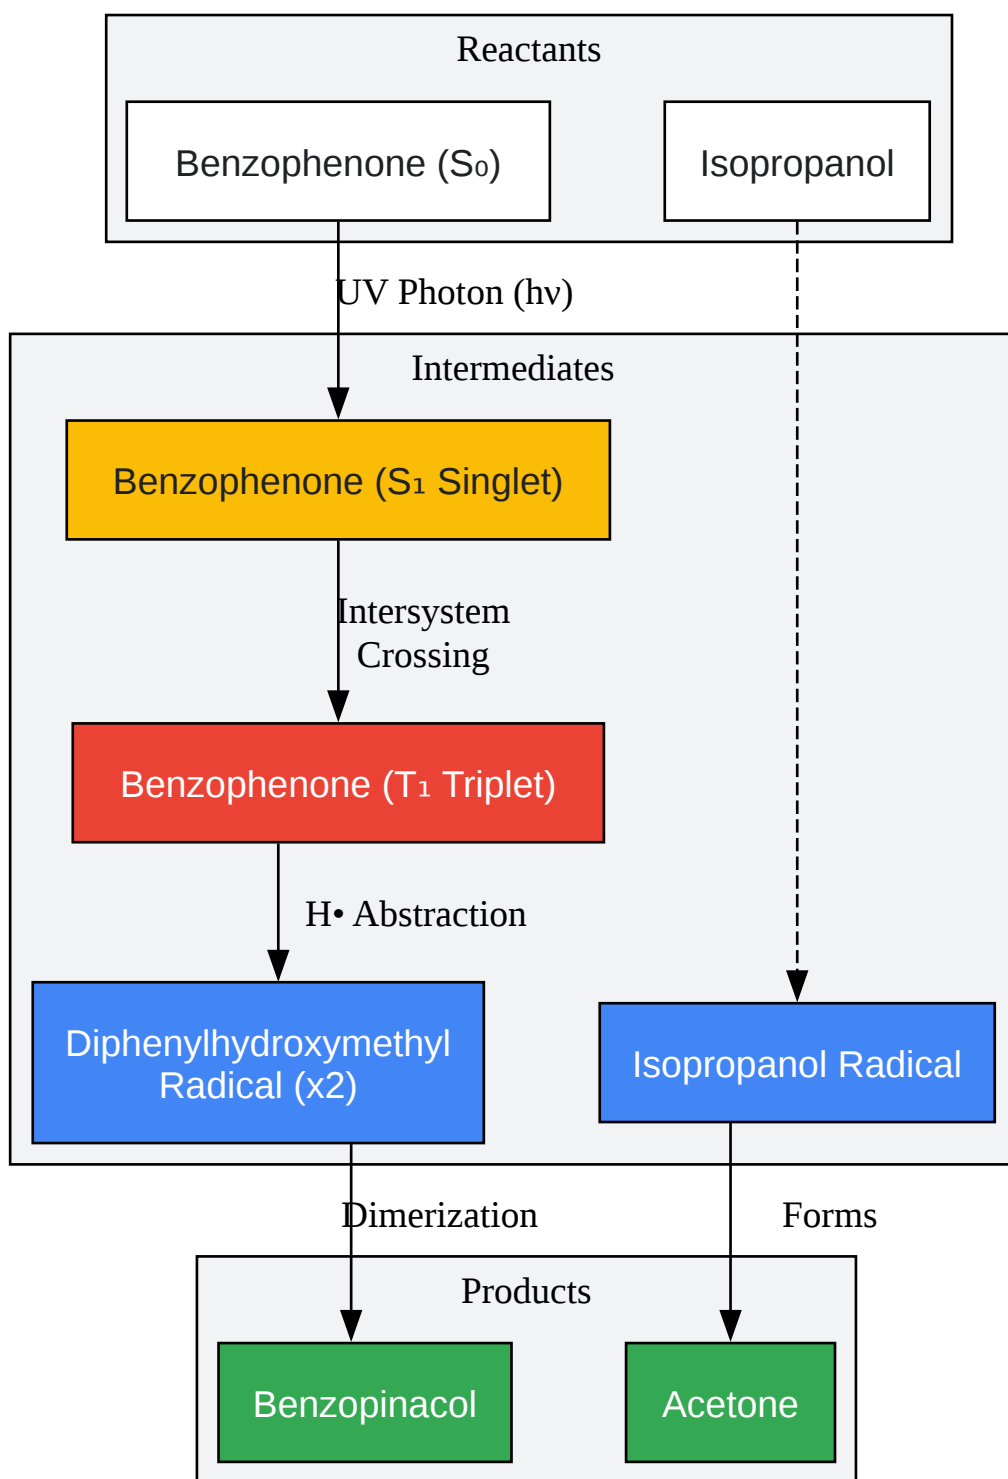 Reactants
Benzophenone (S₀)
Isopropanol
UV Photon (hν)
Intermediates
Benzophenone (S₁ Singlet)
Intersystem
Crossing
Benzophenone (T₁ Triplet)
H• Abstraction
Diphenylhydroxymethyl
Radical (x2)
Isopropanol Radical
Dimerization
Forms
Products
Benzopinacol
Acetone